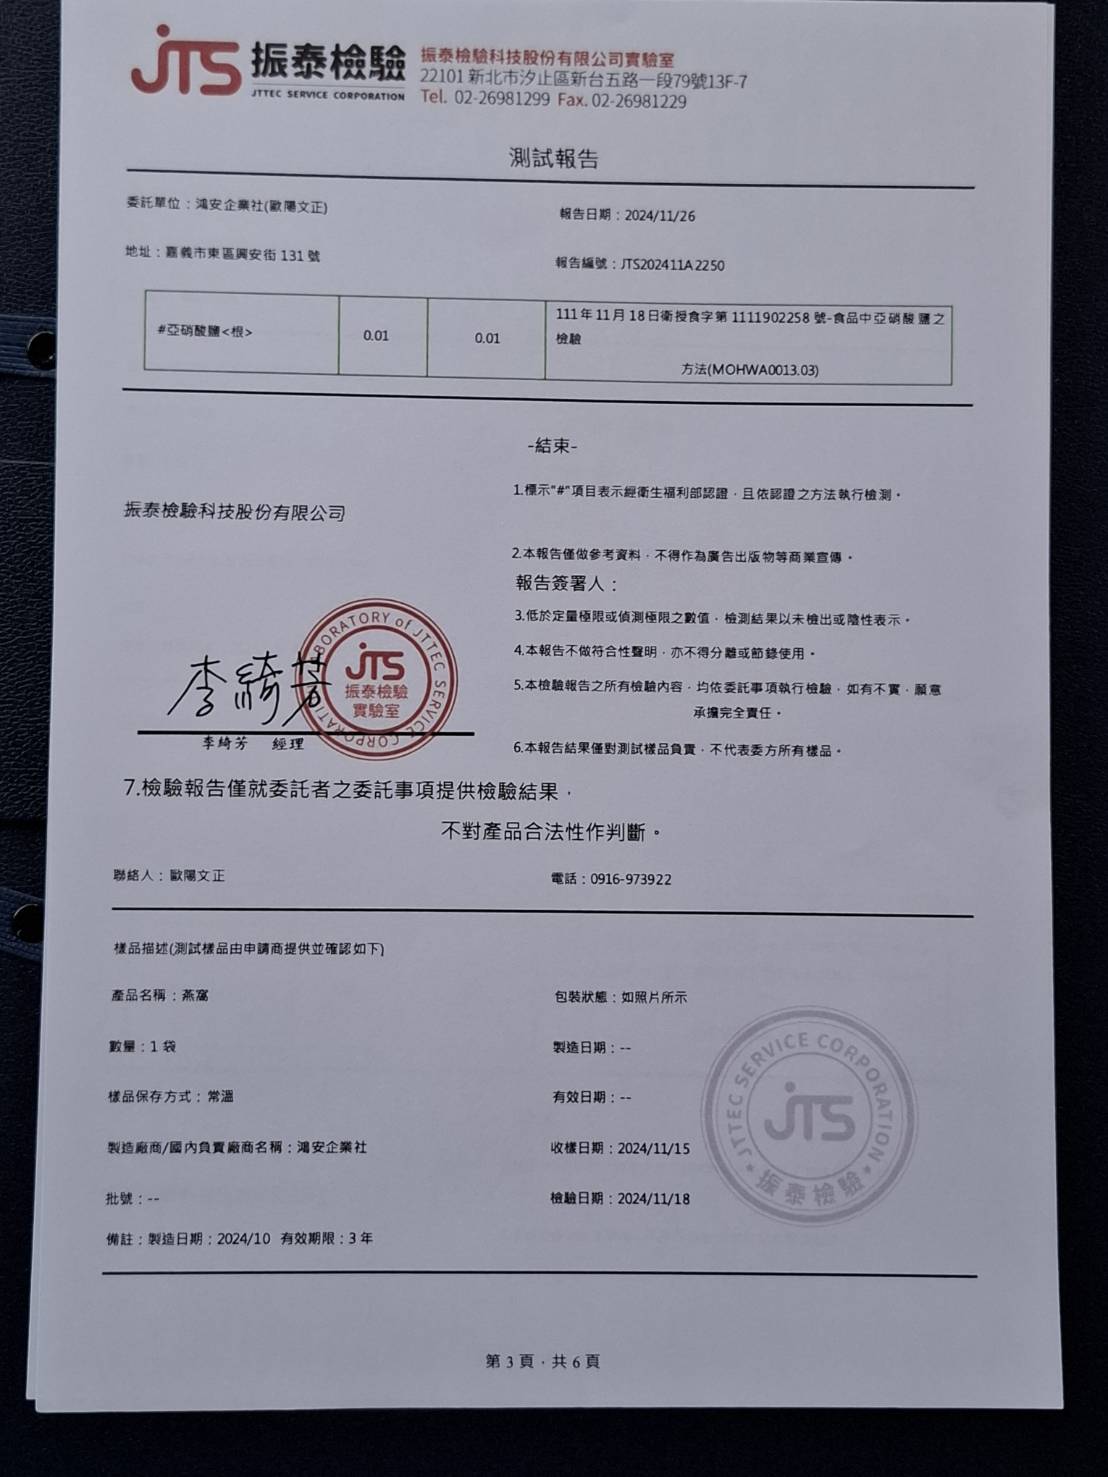 JTS 振泰檢驗
JTTEC SERVICE CORPORATION
振泰檢驗科技股份有限公司實驗室
22101 新北市汐止區新台五路一段79號13F-7
Tel. 02-26981299 Fax. 02-26981229
測試報告
委託單位：鴻安企業社(歐陽文正)
報告日期：2024/11/26
地址：嘉義市東區興安街 131 號
報告編號：JTS202411A2250
#亞硝酸鹽<根>
0.01
0.01
111 年 11 月 18 日衛授食字第 1111902258 號-食品中亞硝酸鹽之
檢驗
方法(MOHWA0013.03)
-結束-
振泰檢驗科技股份有限公司
1.標示"#"項目表示經衛生福利部認證，且依認證之方法執行檢測。
2.本報告僅做參考資料，不得作為廣告出版物等商業宣傳。
報告簽署人：
3.低於定量極限或偵測極限之數值，檢測結果以未檢出或陰性表示。
4.本報告不做符合性聲明，亦不得分離或節錄使用。
5.本檢驗報告之所有檢驗內容，均依委託事項執行檢驗，如有不實，願意
承擔完全責任。
6.本報告結果僅對測試樣品負責，不代表委方所有樣品。
李綺芳
LABORATORY of JTTEC SERVICE CORPORATION
JTS
振泰檢驗
實驗室
李綺芳 經理
7.檢驗報告僅就委託者之委託事項提供檢驗結果，
不對產品合法性作判斷。
聯絡人：歐陽文正
電話：0916-973922
樣品描述(測試樣品由申請商提供並確認如下)
產品名稱：燕窩
包裝狀態：如照片所示
數量：1 袋
製造日期：--
樣品保存方式：常溫
有效日期：--
製造廠商/國內負責廠商名稱：鴻安企業社
收樣日期：2024/11/15
批號：--
檢驗日期：2024/11/18
備註：製造日期：2024/10 有效期限：3 年
JTTEC SERVICE CORPORATION
JTS
振泰檢驗
第 3 頁，共 6 頁